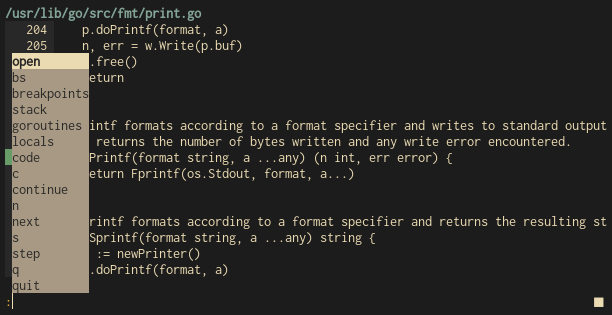 /usr/lib/go/src/fmt/print.go
204 p.doPrintf(format, a)
205 n, err = w.Write(p.buf)
open .free()
bs eturn
breakpoints
stack
goroutines intf formats according to a format specifier and writes to standard output
locals returns the number of bytes written and any write error encountered.
code Printf(format string, a ...any) (n int, err error) {
c eturn Fprintf(os.Stdout, format, a...)
continue
n
next rintf formats according to a format specifier and returns the resulting st
s Sprintf(format string, a ...any) string {
step := newPrinter()
q .doPrintf(format, a)
quit
: